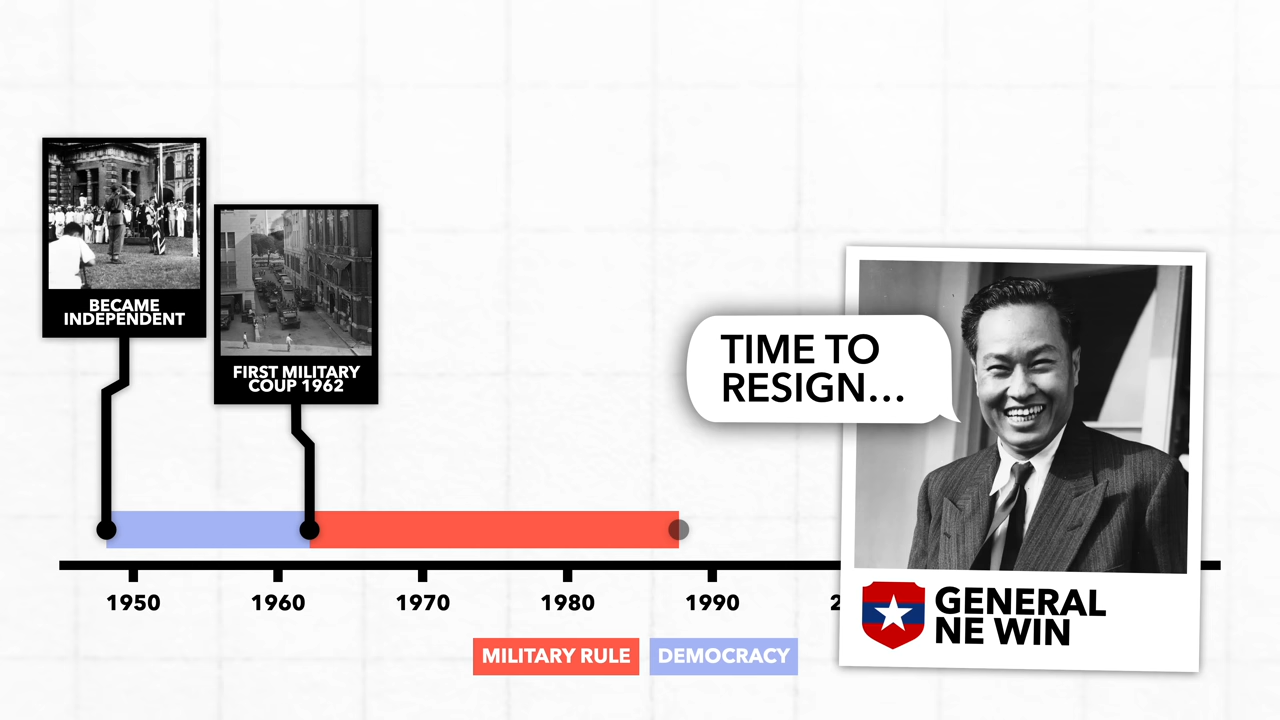 BECAME
INDEPENDENT
FIRST MILITARY
COUP 1962
TIME TO
RESIGN...
1950
1960
1970
1980
1990
2
GENERAL
NE WIN
MILITARY RULE
DEMOCRACY